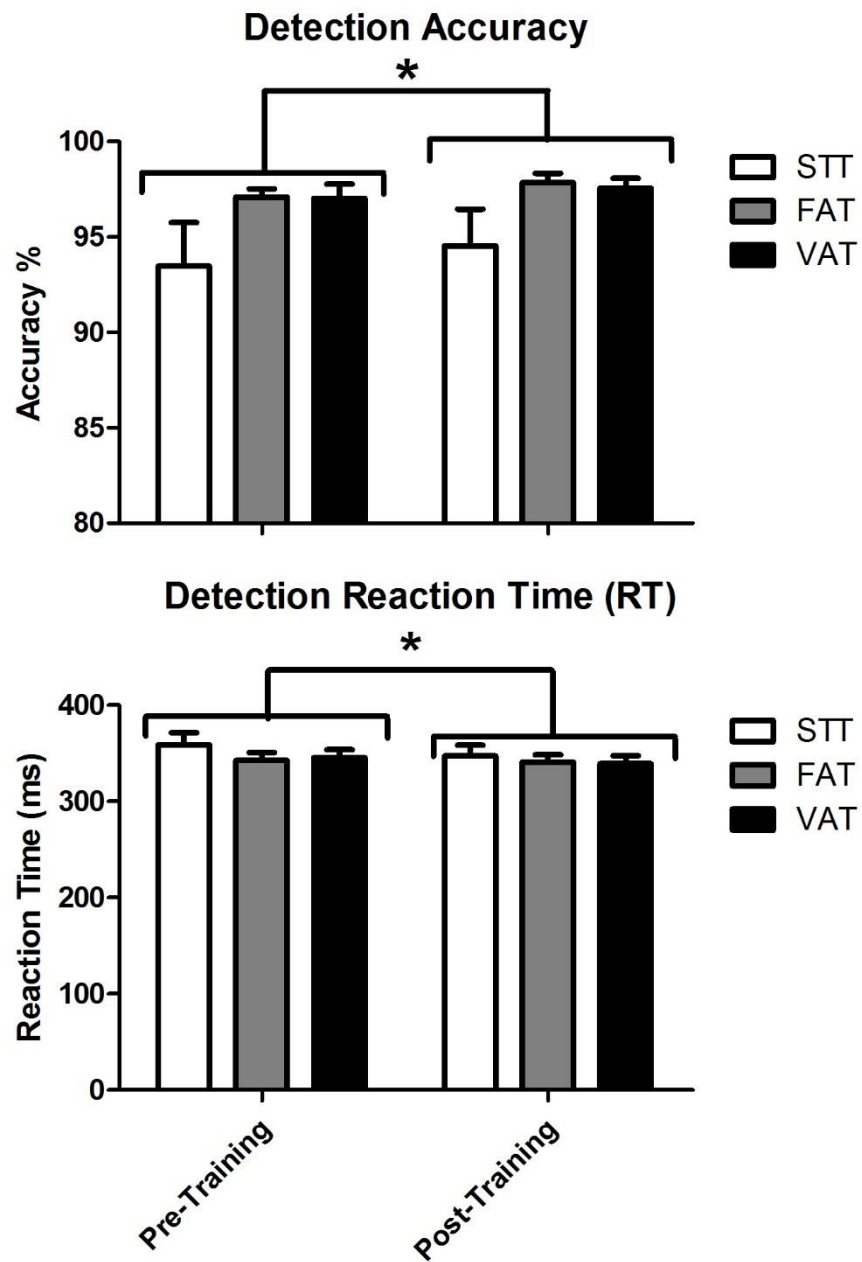 Detection Accuracy
*
100
95
90
85
80
Accuracy %
STT
FAT
VAT
Detection Reaction Time (RT)
*
400
300
200
100
0
Reaction Time (ms)
STT
FAT
VAT
Pre-Training
Post-Training